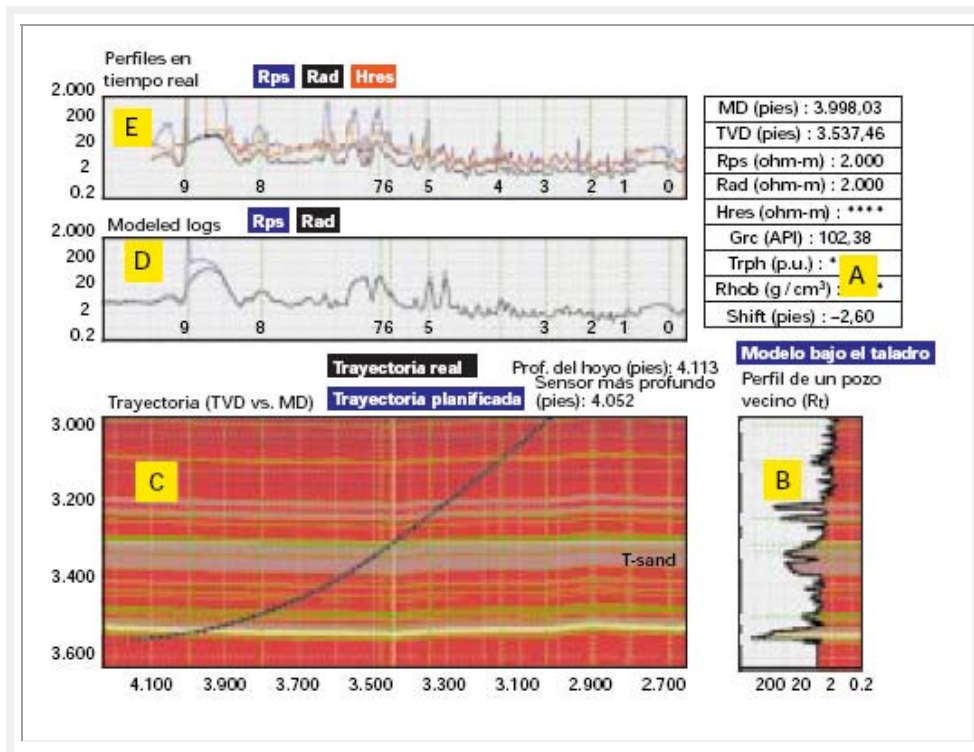 Perfiles en
tiempo real
Rps Rad Hres
2.000
200
20
2
0.2
E
9 8 76 5 4 3 2 1 0
Modeled logs
Rps Rad
2.000
200
20
2
0.2
D
9 8 76 5 3 2 1 0
MD (pies) : 3.998,03
TVD (pies) : 3.537,46
Rps (ohm-m) : 2.000
Rad (ohm-m) : 2.000
Hres (ohm-m) : ****
Grc (API) : 102,38
Trph (p.u.) : *
A
Rhob (g/cm³) : *
Shift (pies) : –2,60
Trayectoria real
Prof. del hoyo (pies): 4.113
Trayectoria (TVD vs. MD)
Trayectoria planificada
Sensor más profundo
(pies): 4.052
3.000
3.200
3.400
3.600
C
T-sand
4.100 3.900 3.700 3.500 3.300 3.100 2.900 2.700
Modelo bajo el taladro
Perfil de un pozo
vecino (Rt)
B
200 20 2 0.2